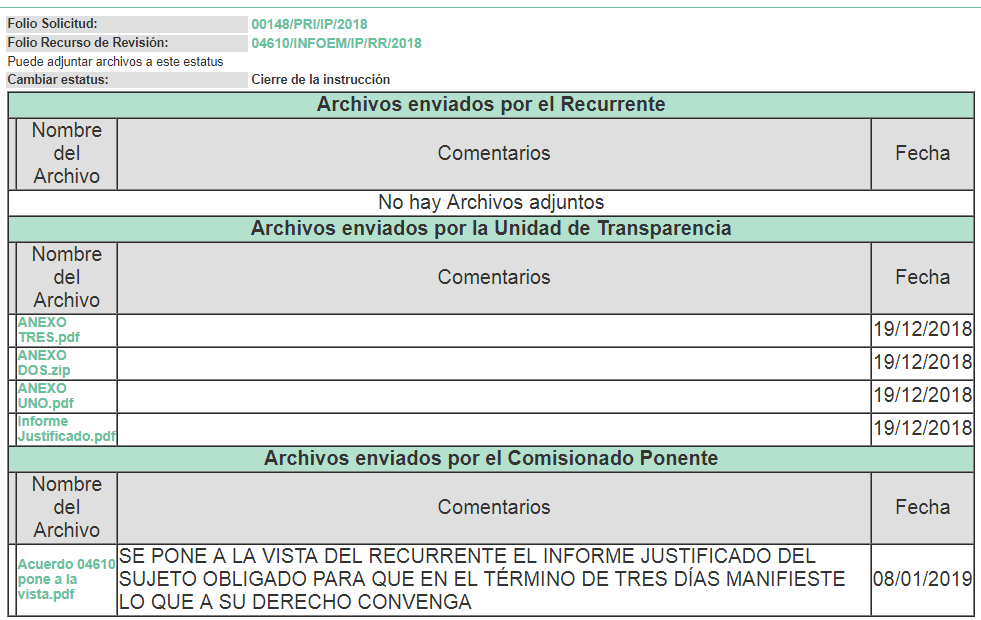 Folio Solicitud: 00148/PRI/IP/2018
Folio Recurso de Revisión: 04610/INFOEM/IP/RR/2018
Puede adjuntar archivos a este estatus
Cambiar estatus: Cierre de la instrucción
Archivos enviados por el Recurrente
Nombre
del
Archivo
Comentarios
Fecha
No hay Archivos adjuntos
Archivos enviados por la Unidad de Transparencia
Nombre
del
Archivo
Comentarios
Fecha
ANEXO
TRES.pdf
19/12/2018
ANEXO
DOS.zip
19/12/2018
ANEXO
UNO.pdf
19/12/2018
Informe
Justificado.pdf
19/12/2018
Archivos enviados por el Comisionado Ponente
Nombre
del
Archivo
Comentarios
Fecha
Acuerdo 04610
pone a la
vista.pdf
SE PONE A LA VISTA DEL RECURRENTE EL INFORME JUSTIFICADO DEL
SUJETO OBLIGADO PARA QUE EN EL TÉRMINO DE TRES DÍAS MANIFIESTE
LO QUE A SU DERECHO CONVENGA
08/01/2019